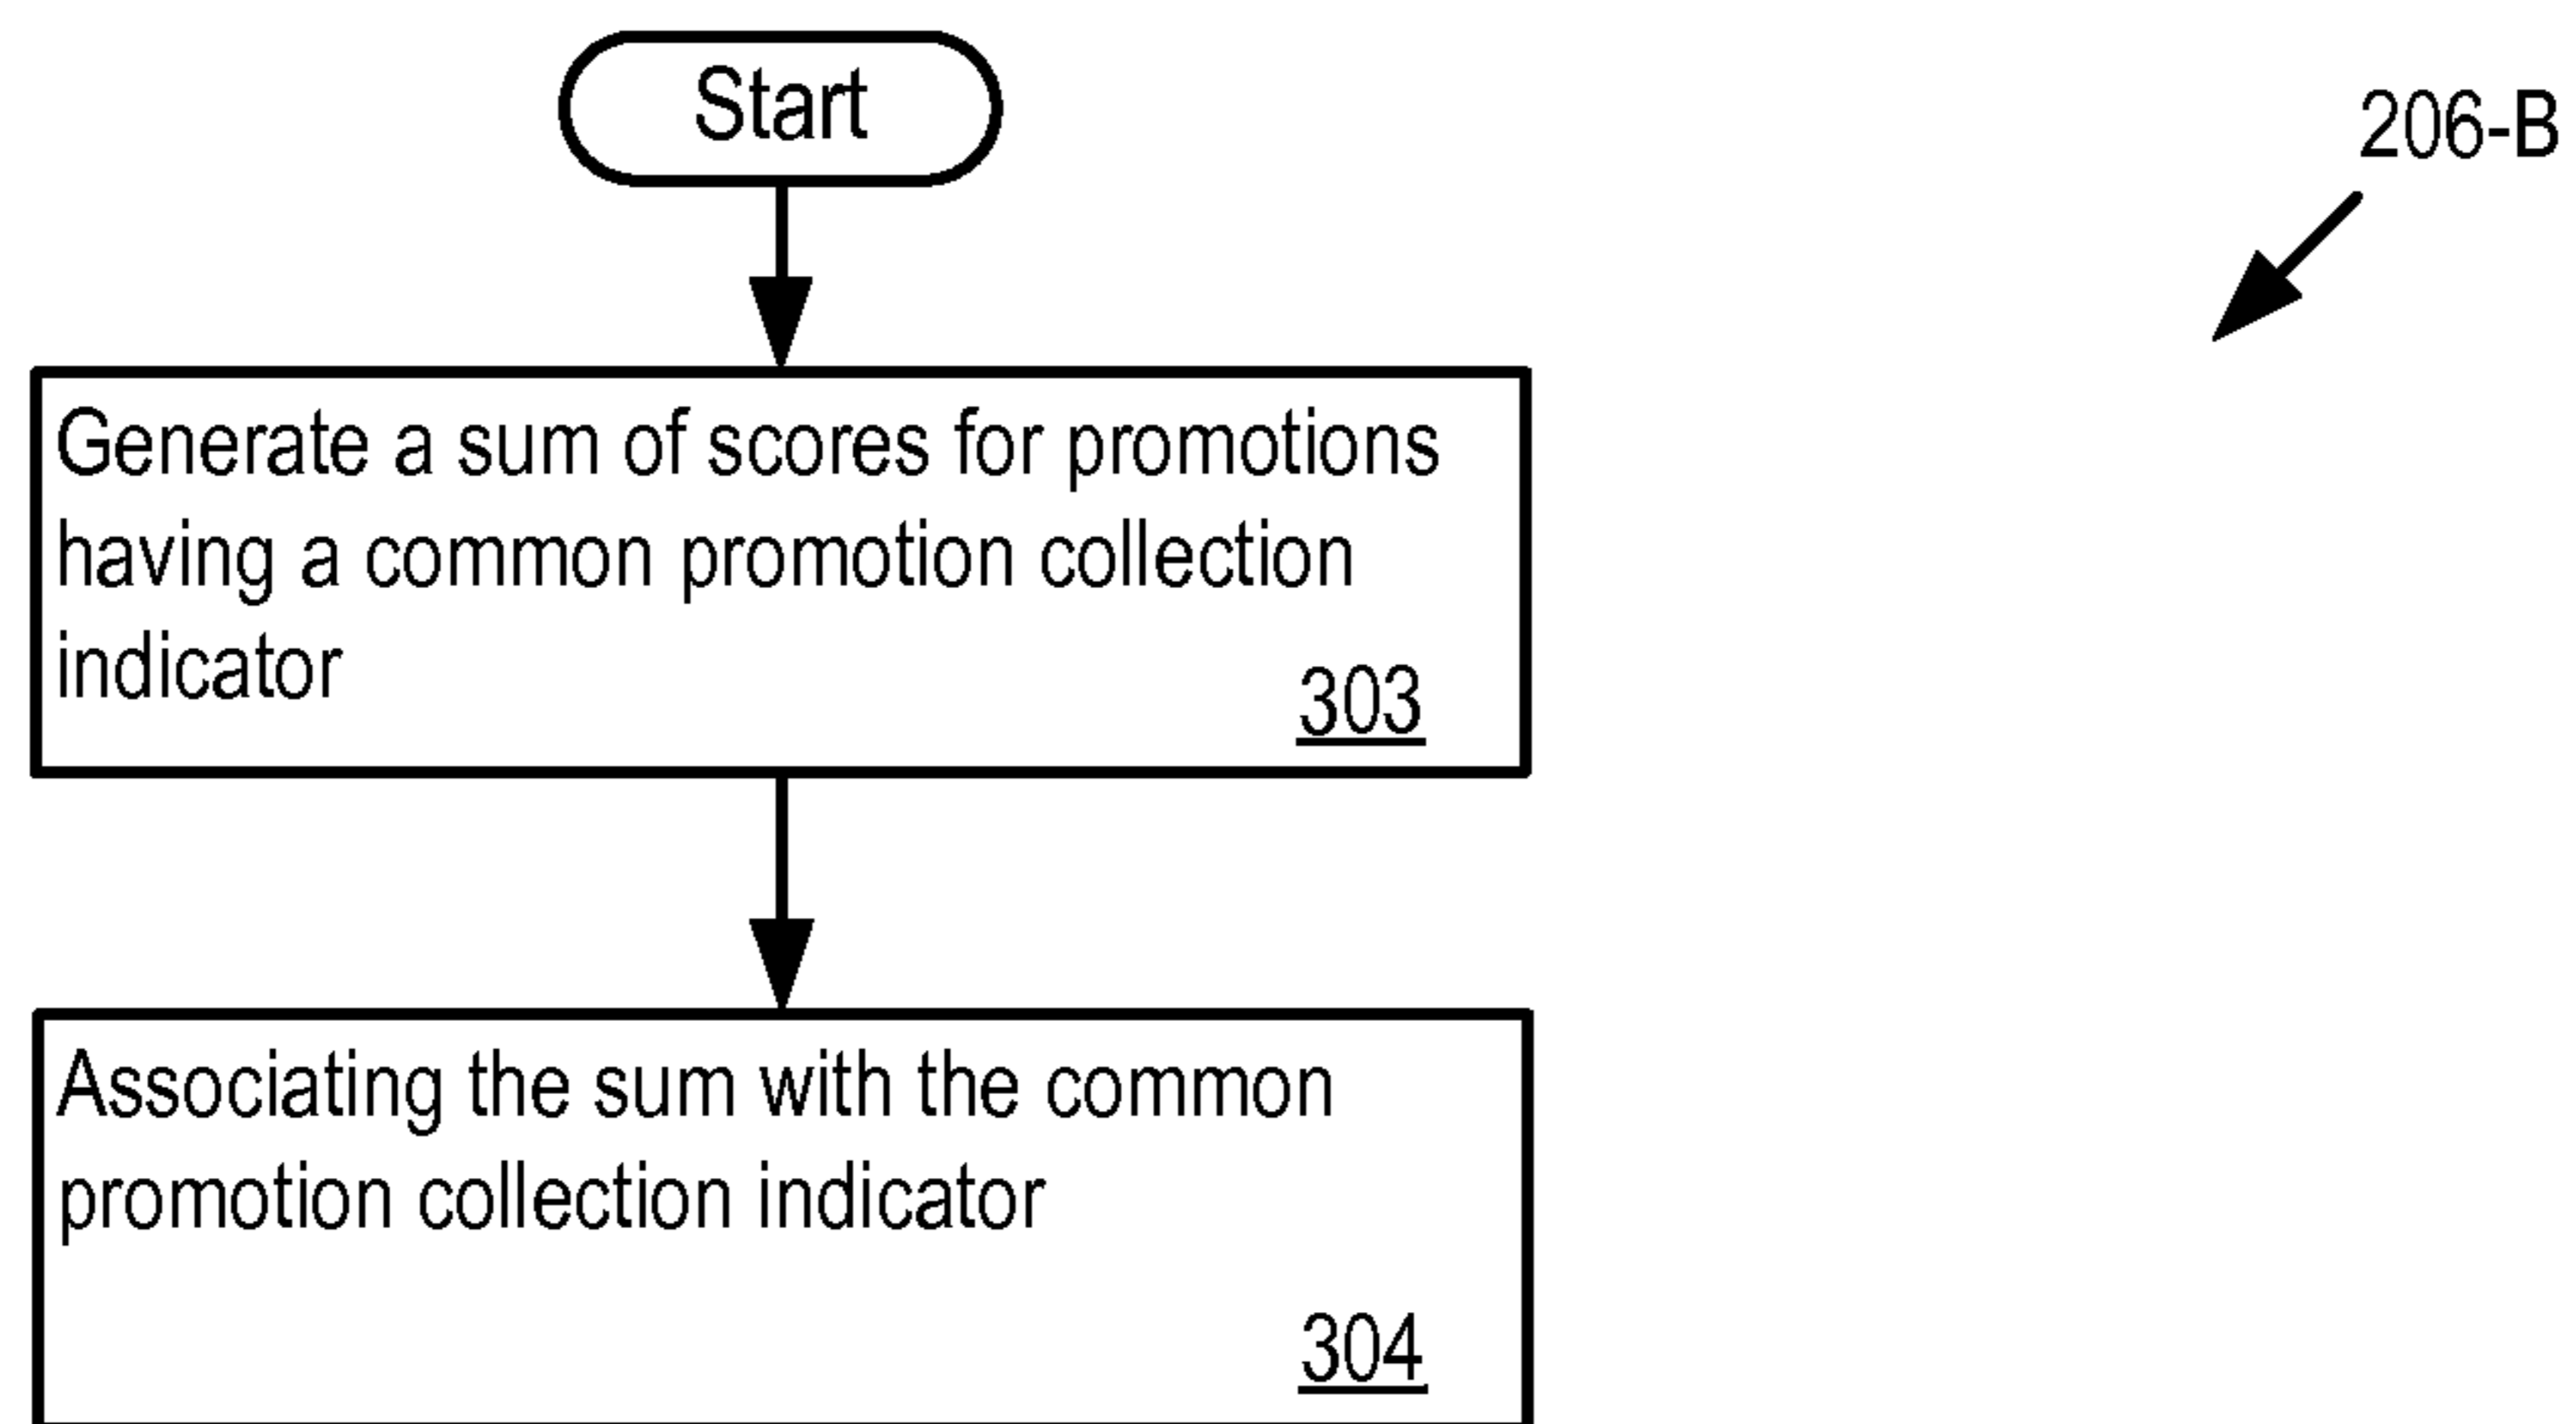 Start
206-B
Generate a sum of scores for promotions
having a common promotion collection
indicator
303
Associating the sum with the common
promotion collection indicator
304